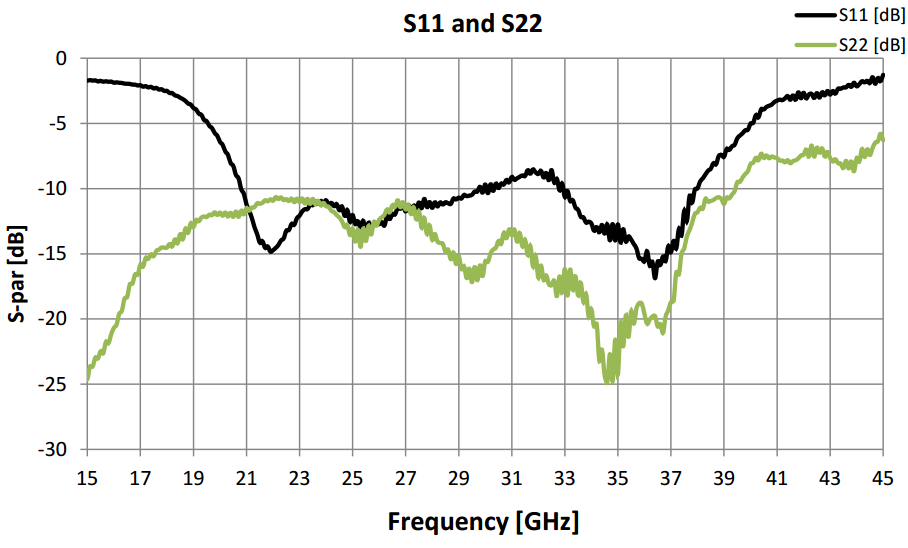 S11 and S22
S11 [dB]
S22 [dB]
0
-5
-10
-15
-20
-25
-30
S-par [dB]
15 17 19 21 23 25 27 29 31 33 35 37 39 41 43 45
Frequency [GHz]